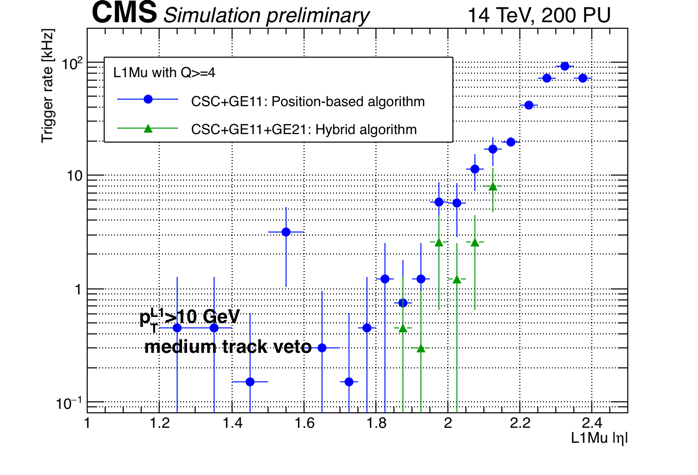 CMS Simulation preliminary 14 TeV, 200 PU
Trigger rate [kHz]
L1Mu with Q>=4
CSC+GE11: Position-based algorithm
CSC+GE11+GE21: Hybrid algorithm
10²
10
1
10⁻¹
p_T^L1>10 GeV
medium track veto
1 1.2 1.4 1.6 1.8 2 2.2 2.4
L1Mu |η|